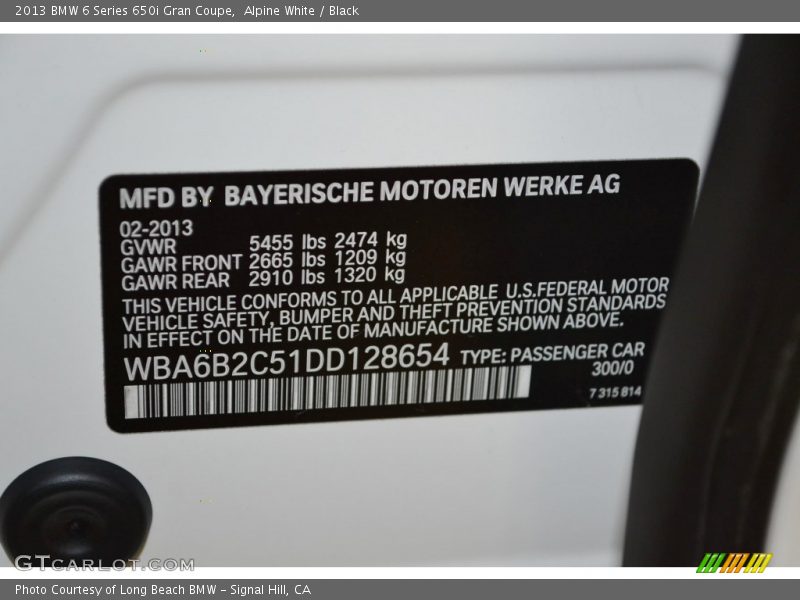 2013 BMW 6 Series 650i Gran Coupe,  Alpine White / Black
MFD BY BAYERISCHE MOTOREN WERKE AG
02-2013
GVWR 5455 lbs 2474 kg
GAWR FRONT 2665 lbs 1209 kg
GAWR REAR 2910 lbs 1320 kg
THIS VEHICLE CONFORMS TO ALL APPLICABLE U.S.FEDERAL MOTOR
VEHICLE SAFETY, BUMPER AND THEFT PREVENTION STANDARDS
IN EFFECT ON THE DATE OF MANUFACTURE SHOWN ABOVE.
WBA6B2C51DD128654 TYPE: PASSENGER CAR
300/0
7 315 814
GTCARLOT.COM
Photo Courtesy of Long Beach BMW – Signal Hill, CA